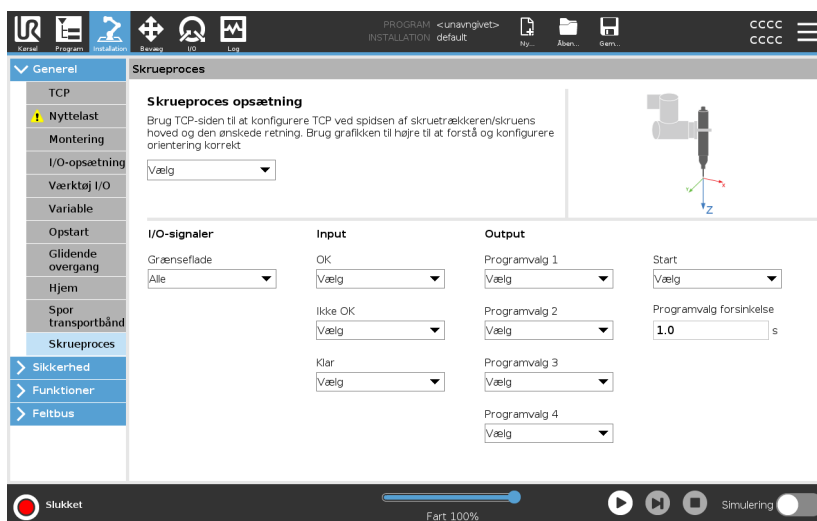 UR
Kørsel
Program
Installation
Bevæg
I/O
Log
PROGRAM <unavngivet>
INSTALLATION default
Ny...
Åben...
Gem...
CCCC
CCCC
Generel
TCP
Nyttelast
Montering
I/O-opsætning
Værktøj I/O
Variable
Opstart
Glidende
overgang
Hjem
Spor
transportbånd
Skrueproces
Sikkerhed
Funktioner
Feltbus
Skrueproces
Skrueproces opsætning
Brug TCP-siden til at konfigurere TCP ved spidsen af skruetrækkeren/skruens
hoved og den ønskede retning. Brug grafikken til højre til at forstå og konfigurere
orientering korrekt
Vælg
Y
X
Z
I/O-signaler
Grænseflade
Alle
Input
OK
Vælg
Ikke OK
Vælg
Klar
Vælg
Output
Programvalg 1
Vælg
Programvalg 2
Vælg
Programvalg 3
Vælg
Programvalg 4
Vælg
Start
Vælg
Programvalg forsinkelse
1.0 s
Slukket
Fart 100%
Simulering